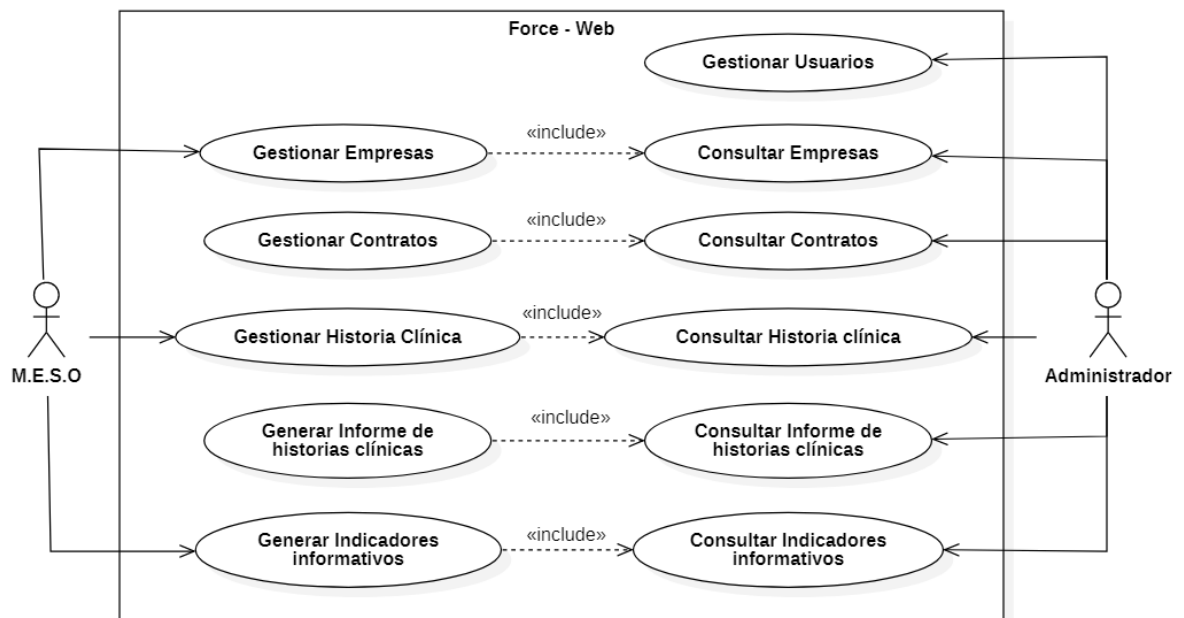 Force - Web
Gestionar Usuarios
«include»
Gestionar Empresas
Consultar Empresas
«include»
Gestionar Contratos
Consultar Contratos
«include»
Gestionar Historia Clínica
Consultar Historia clínica
M.E.S.O
Administrador
«include»
Generar Informe de
historias clínicas
Consultar Informe de
historias clínicas
«include»
Generar Indicadores
informativos
Consultar Indicadores
informativos